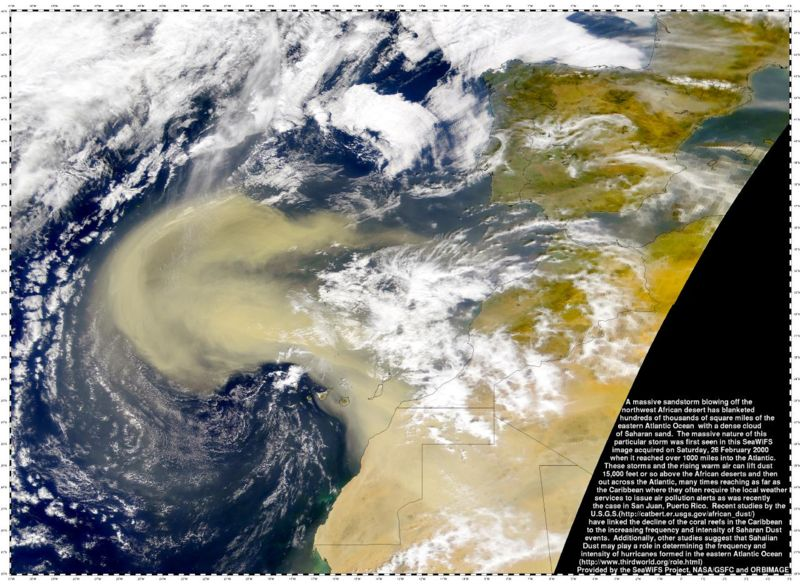 A massive sandstorm blowing off the
northwest African desert has blanketed
hundreds of thousands of square miles of the
eastern Atlantic Ocean with a dense cloud
of Saharan sand. The massive nature of this
particular storm was first seen in this SeaWiFS
image acquired on Saturday, 26 February 2000
when it reached over 1000 miles into the Atlantic.
These storms and the rising warm air can lift dust
15,000 feet or so above the African deserts and then
out across the Atlantic, many times reaching as far as
the Caribbean where they often require the local weather
services to issue air pollution alerts as was recently
the case in San Juan, Puerto Rico. Recent studies by the
U.S.G.S.(http://catbert.er.usgs.gov/african_dust/)
have linked the decline of the coral reefs in the Caribbean
to the increasing frequency and intensity of Saharan Dust
events. Additionally, other studies suggest that Sahalian
Dust may play a role in determining the frequency and
intensity of hurricanes formed in the eastern Atlantic Ocean
(http://www.thirdworld.org/role.html)
Provided by the SeaWiFS Project, NASA/GSFC and ORBIMAGE